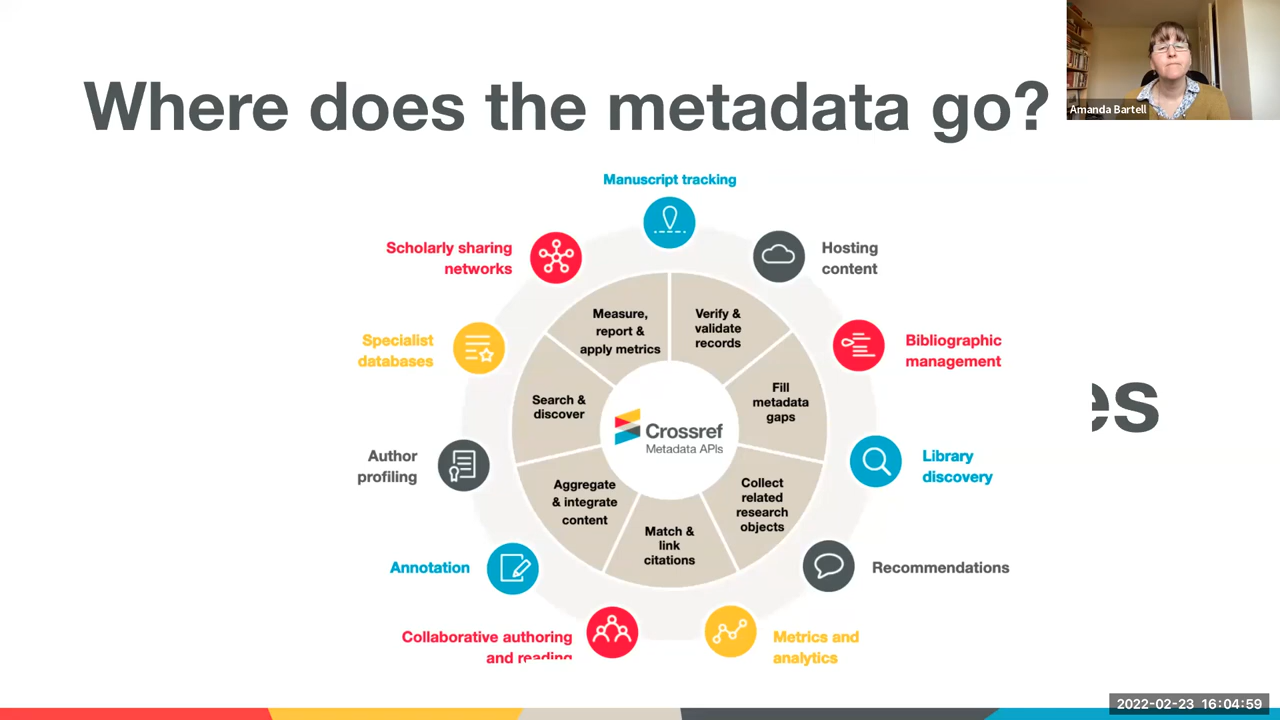 Where does the metadata go?
Amanda Bartell
Manuscript tracking
Scholarly sharing
networks
Hosting
content
Specialist
databases
Bibliographic
management
Author
profiling
Library
discovery
Annotation
Recommendations
Collaborative authoring
and reading
Metrics and
analytics
Measure,
report &
apply metrics
Verify &
validate
records
Search &
discover
Fill
metadata
gaps
Aggregate
& integrate
content
Collect
related
research
objects
Match &
link
citations
Crossref
Metadata APIs
es
2022-02-23 16:04:59